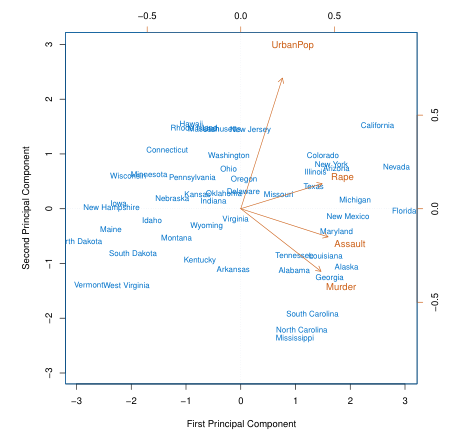 −0.5 0.0 0.5
UrbanPop
3
2
1
0
−1
−2
−3
Second Principal Component
0.5
0.0
−0.5
Hawaii
Rhode Island Massachusetts New Jersey
California
Connecticut
Washington
Colorado
New York
Ohio
Illinois
Arizona
Nevada
Wisconsin
Minnesota
Pennsylvania
Oregon
Rape
Texas
Utah
Kansas
Oklahoma
Delaware
Missouri
Nebraska
Indiana
Michigan
Iowa
New Hampshire
Florida
Idaho
Virginia
New Mexico
Wyoming
Maine
Maryland
Montana
rth Dakota
Assault
South Dakota
Tennessee
Louisiana
Kentucky
Arkansas
Alabama
Alaska
Georgia
Vermont West Virginia
Murder
South Carolina
North Carolina
Mississippi
−3 −2 −1 0 1 2 3
First Principal Component